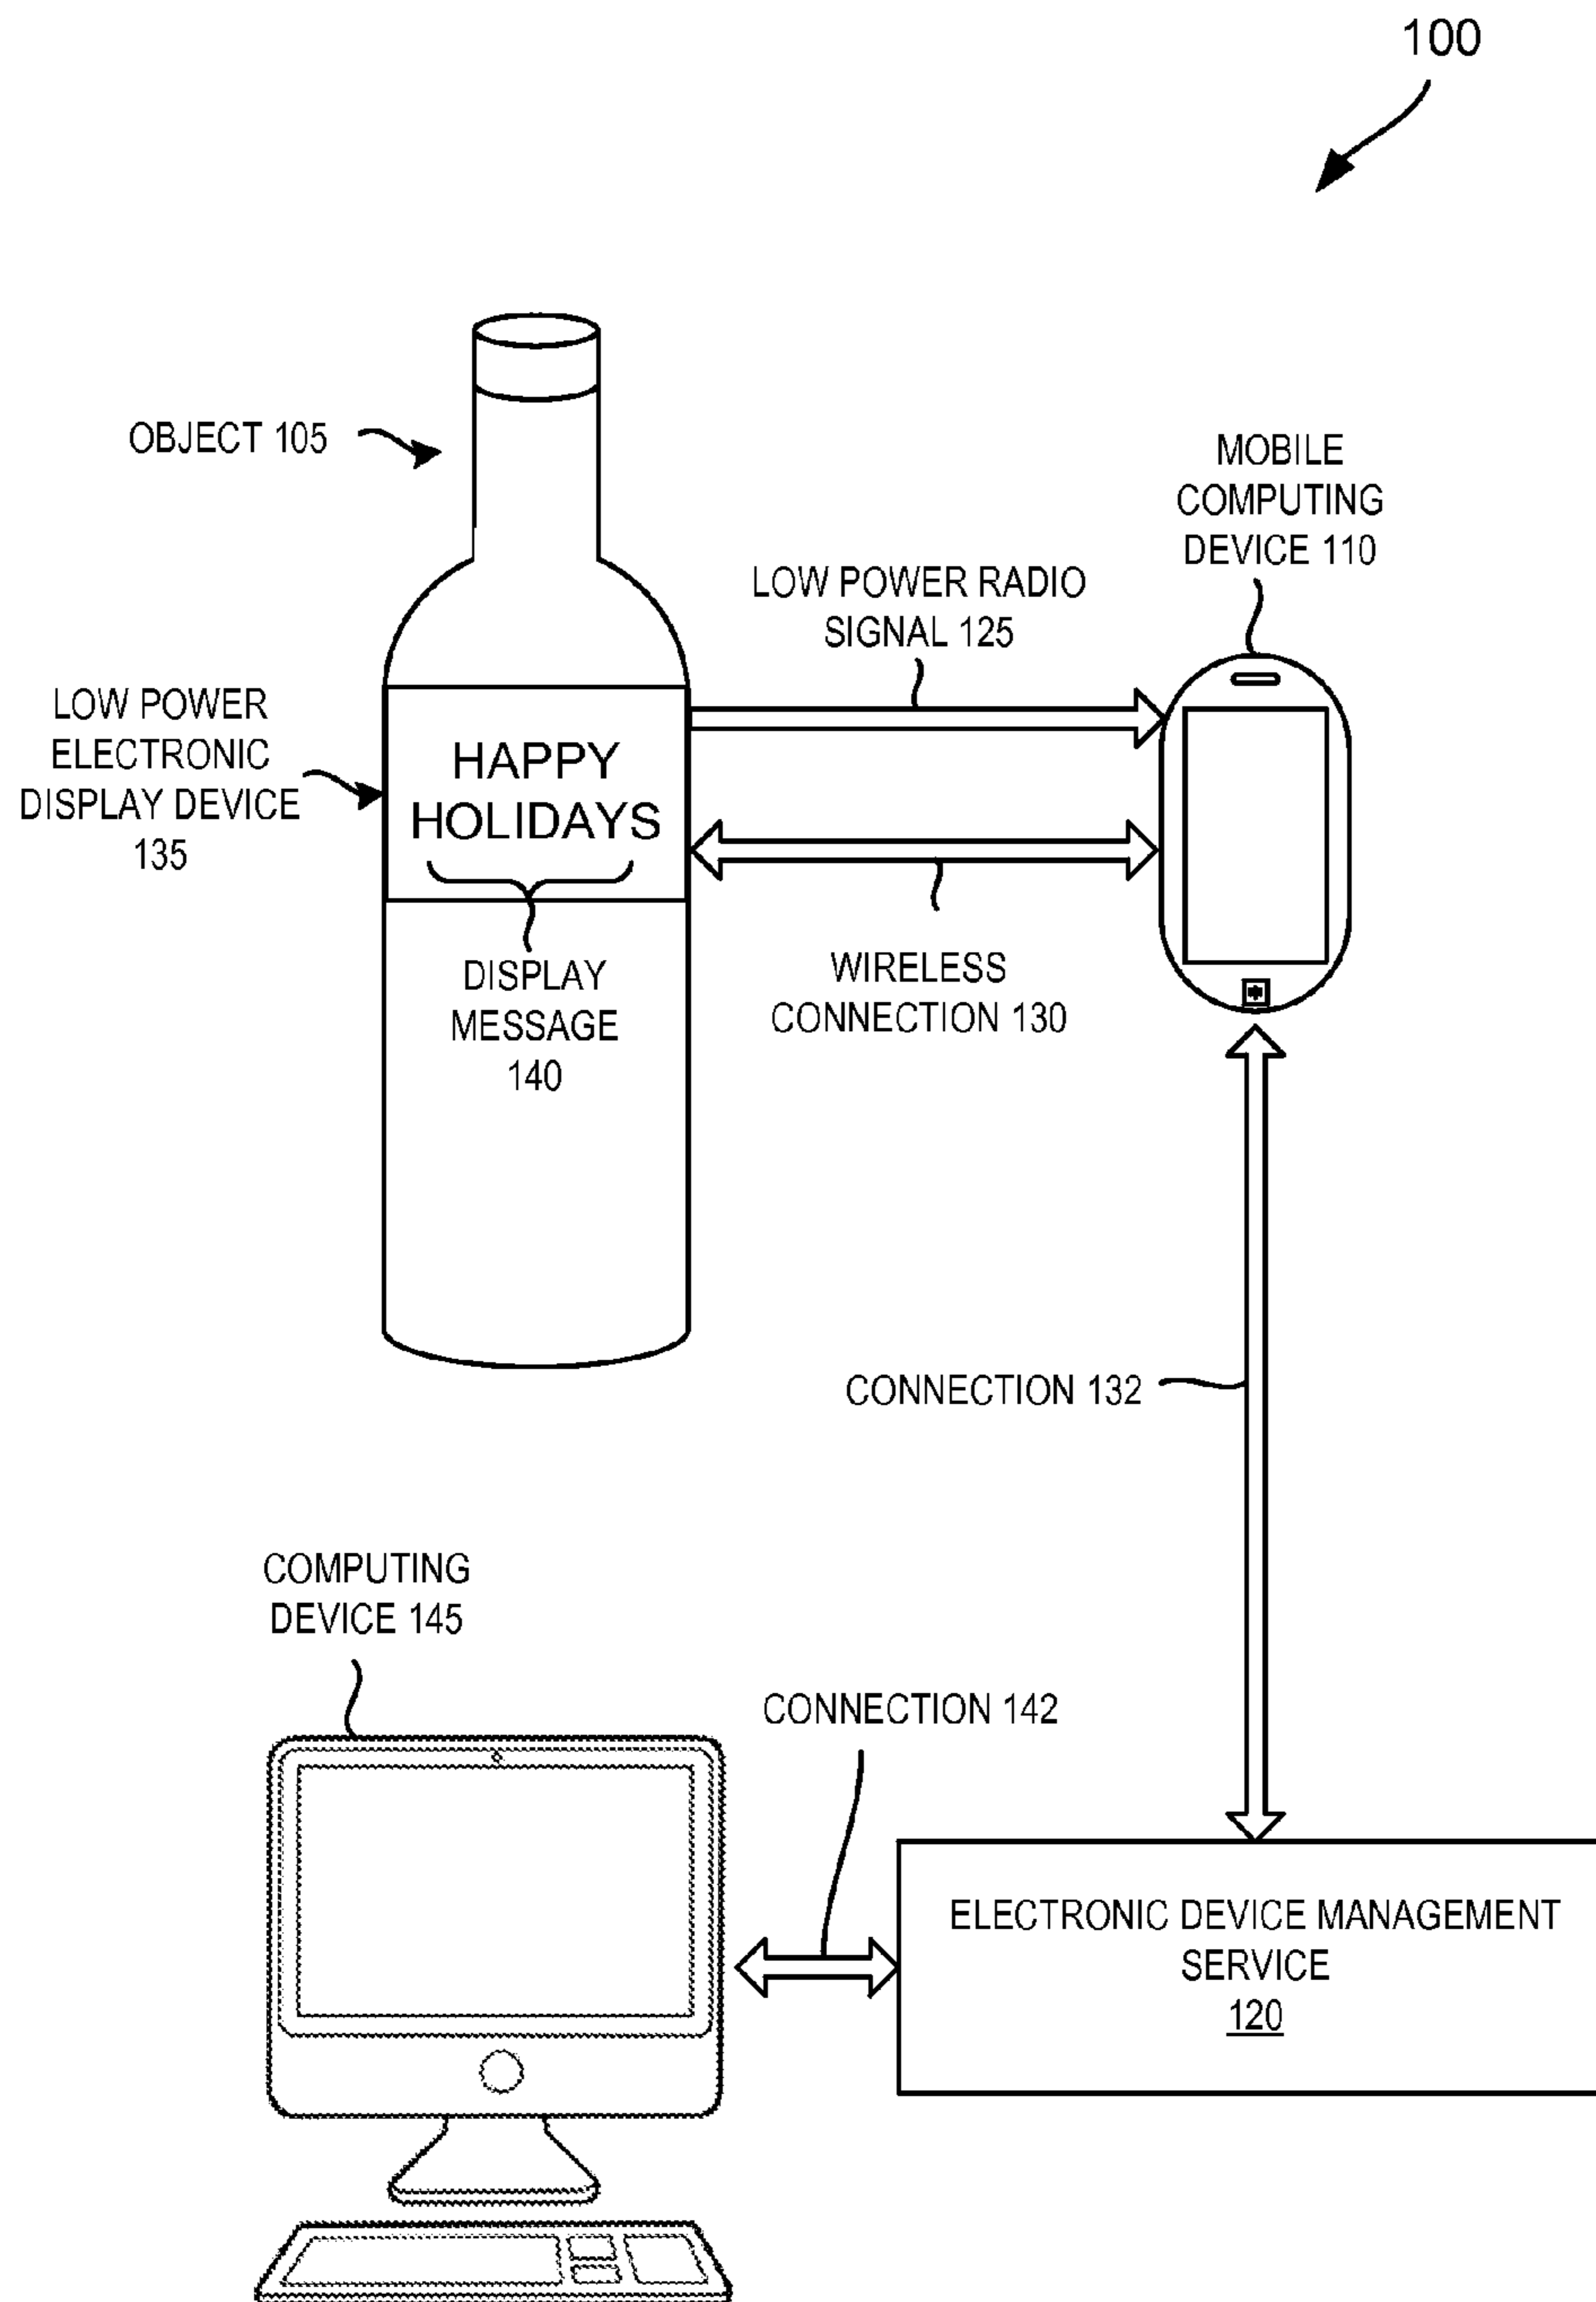 100
OBJECT 105
MOBILE
COMPUTING
DEVICE 110
LOW POWER RADIO
SIGNAL 125
LOW POWER
ELECTRONIC
DISPLAY DEVICE
135
HAPPY
HOLIDAYS
DISPLAY
MESSAGE
140
WIRELESS
CONNECTION 130
CONNECTION 132
COMPUTING
DEVICE 145
CONNECTION 142
ELECTRONIC DEVICE MANAGEMENT
SERVICE
120